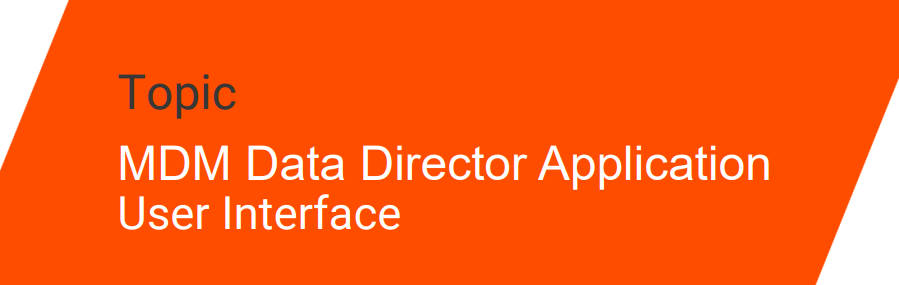 Topic
MDM Data Director Application
User Interface